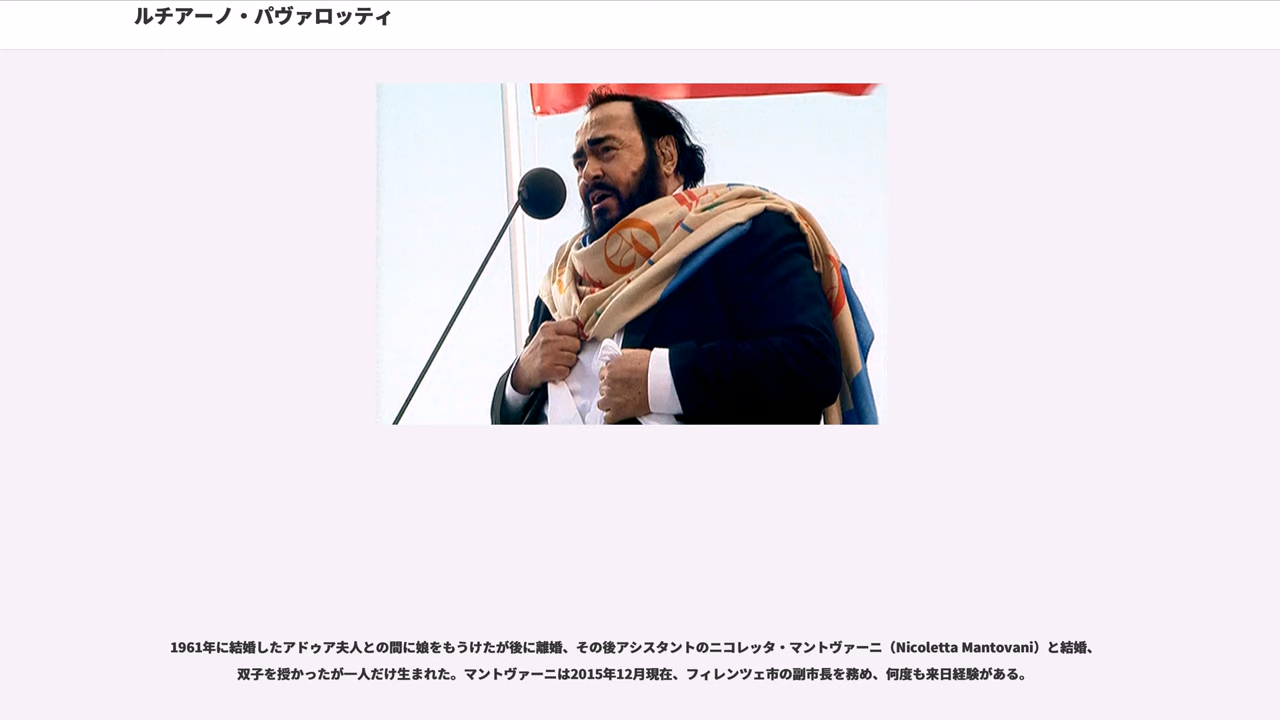 ルチアーノ・パヴァロッティ
1961年に結婚したアドゥア夫人との間に娘をもうけたが後に離婚、その後アシスタントのニコレッタ・マントヴァーニ（Nicoletta Mantovani）と結婚、
双子を授かったが一人だけ生まれた。マントヴァーニは2015年12月現在、フィレンツェ市の副市長を務め、何度も来日経験がある。